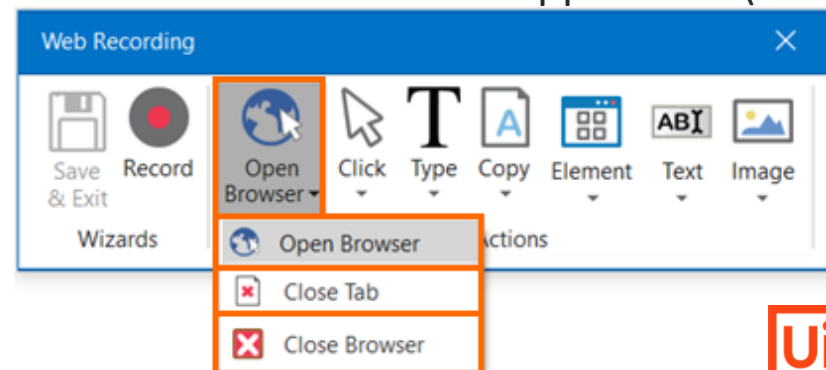 Web Recording
Save & Exit
Record
Open Browser
Click
Type
Copy
Element
Text
Image
Wizards
Actions
Open Browser
Close Tab
Close Browser
Ui